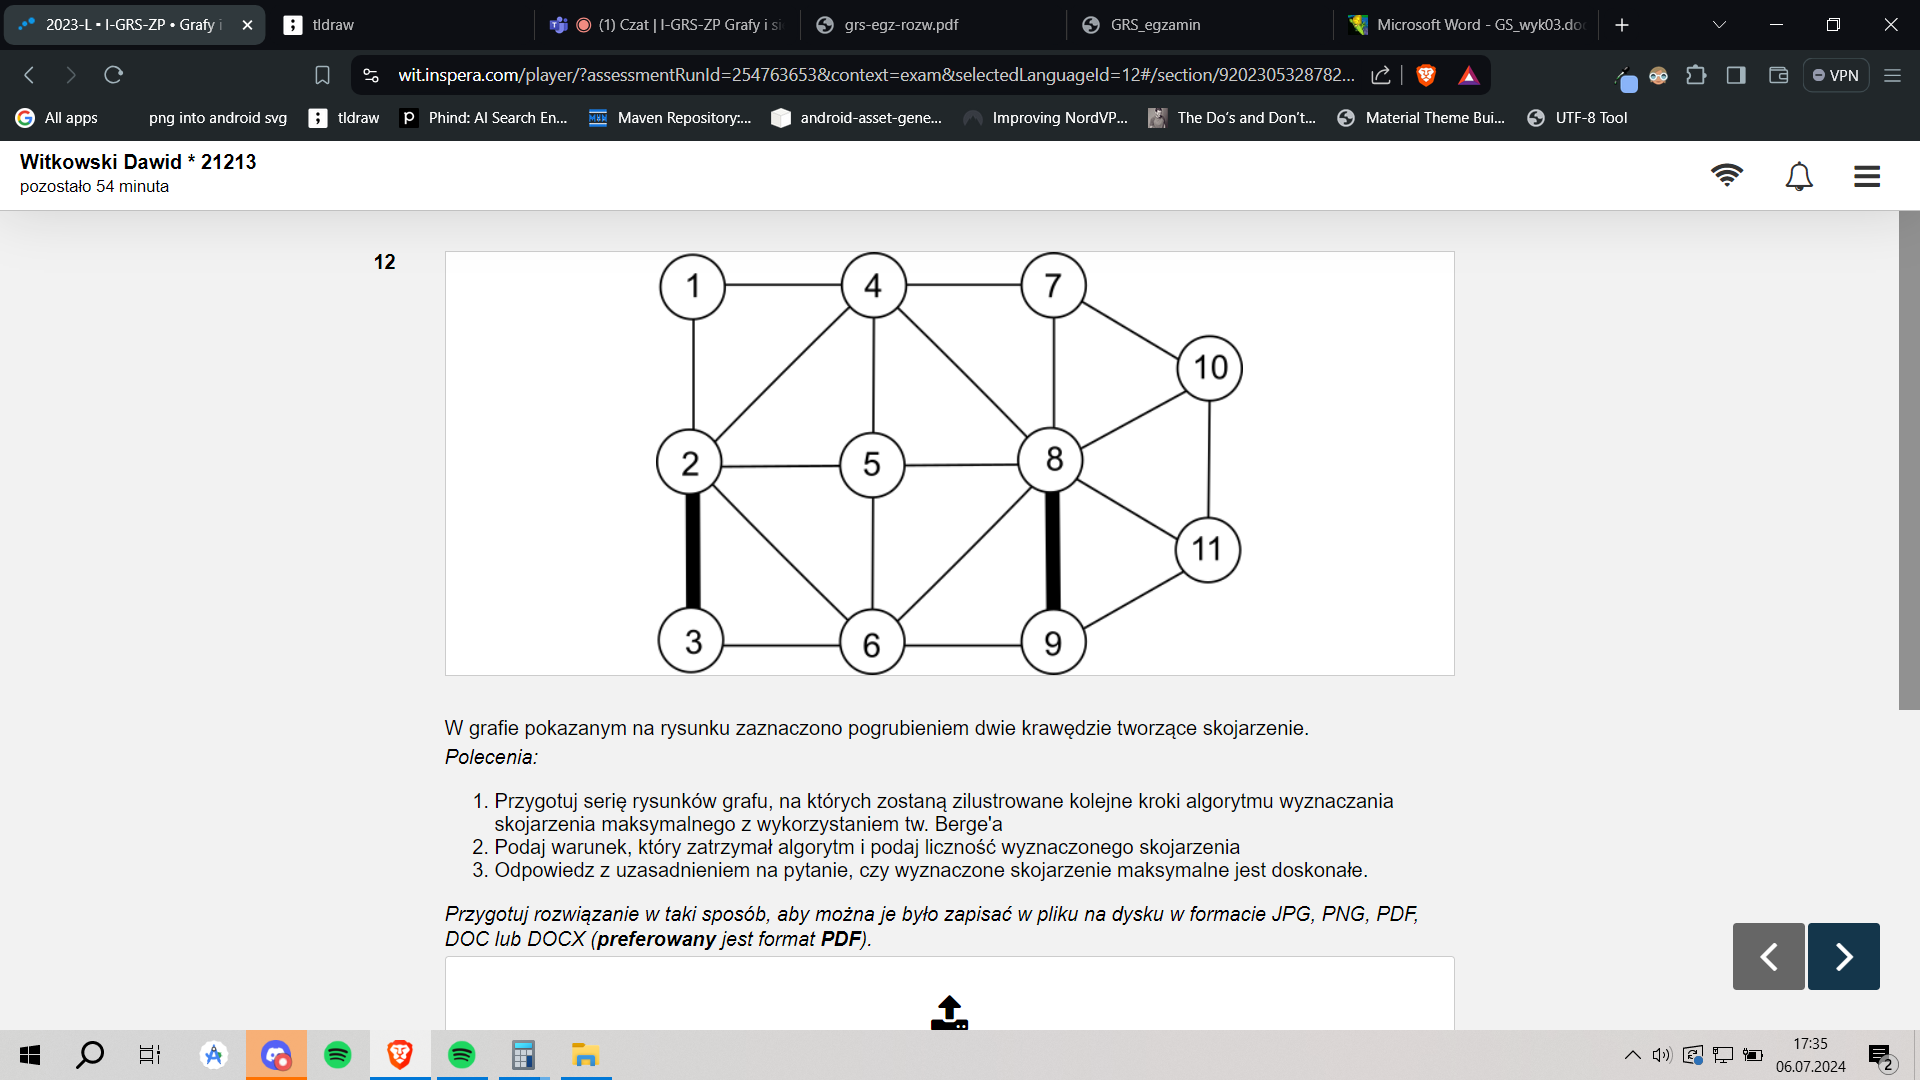 2023-L • I-GRS-ZP • Grafy i
tldraw
(1) Czat | I-GRS-ZP Grafy i si
grs-egz-rozw.pdf
GRS_egzamin
Microsoft Word - GS_wyk03.doc
wit.inspera.com/player/?assessmentRunId=254763653&context=exam&selectedLanguageId=12#/section/9202305328782...
VPN
All apps
png into android svg
tldraw
Phind: AI Search En...
Maven Repository:...
android-asset-gene...
Improving NordVP...
The Do's and Don't...
Material Theme Bui...
UTF-8 Tool
Witkowski Dawid * 21213
pozostało 54 minuta
12
1
4
7
10
2
5
8
11
3
6
9
W grafie pokazanym na rysunku zaznaczono pogrubieniem dwie krawędzie tworzące skojarzenie.
Polecenia:
1. Przygotuj serię rysunków grafu, na których zostaną zilustrowane kolejne kroki algorytmu wyznaczania
skojarzenia maksymalnego z wykorzystaniem tw. Berge'a
2. Podaj warunek, który zatrzymał algorytm i podaj liczność wyznaczonego skojarzenia
3. Odpowiedz z uzasadnieniem na pytanie, czy wyznaczone skojarzenie maksymalne jest doskonałe.
Przygotuj rozwiązanie w taki sposób, aby można je było zapisać w pliku na dysku w formacie JPG, PNG, PDF,
DOC lub DOCX (preferowany jest format PDF).
17:35
06.07.2024
2